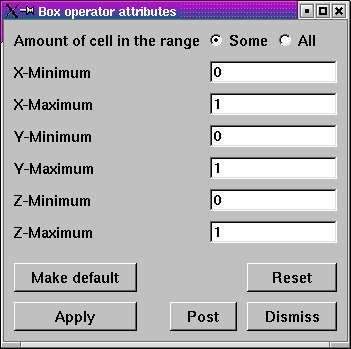 Box operator attributes
Amount of cell in the range Some All
X-Minimum 0
X-Maximum 1
Y-Minimum 0
Y-Maximum 1
Z-Minimum 0
Z-Maximum 1
Make default Reset
Apply Post Dismiss